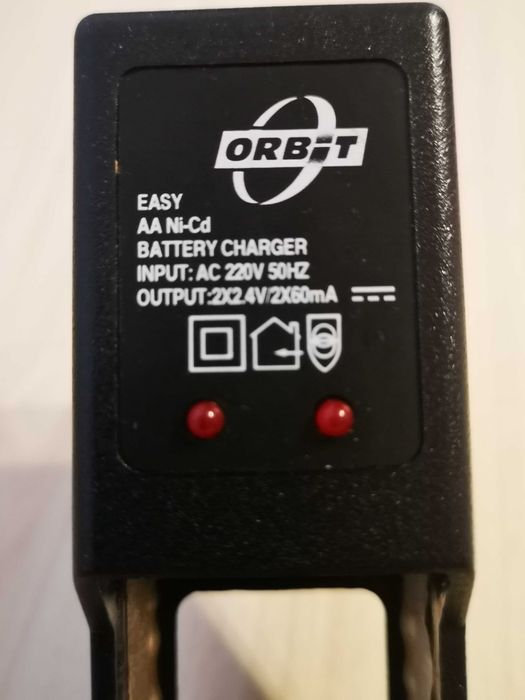 ORBiT
EASY
AA Ni-Cd
BATTERY CHARGER
INPUT: AC 220V 50HZ
OUTPUT:2X2.4V/2X60mA